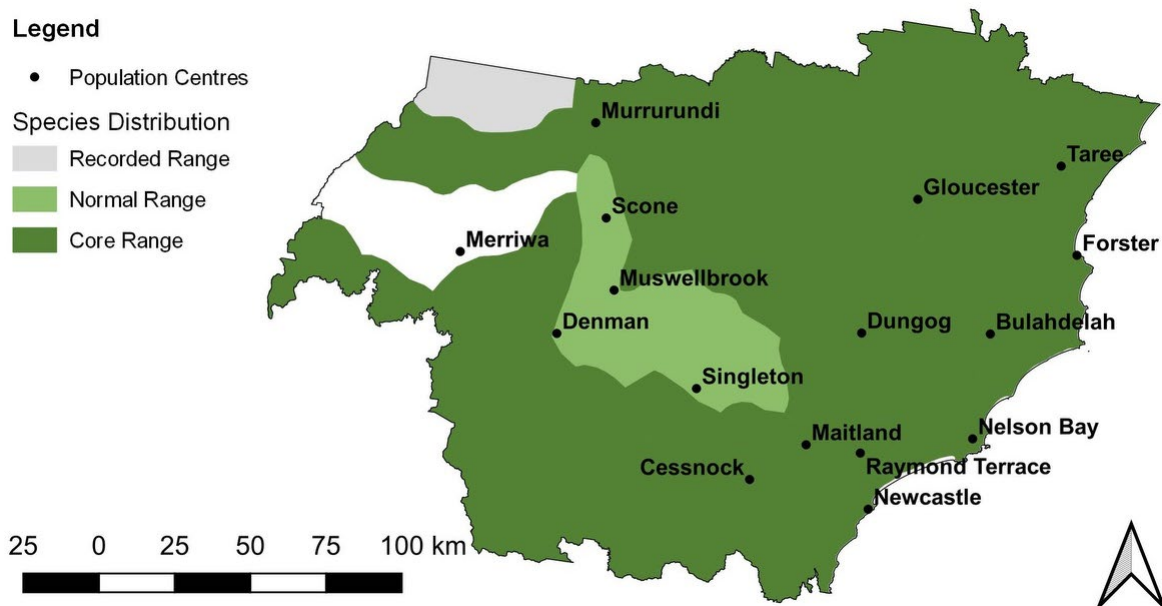 Legend
Population Centres
Species Distribution
Recorded Range
Normal Range
Core Range
Murrurundi
Taree
Gloucester
Scone
Merriwa
Forster
Muswellbrook
Denman
Dungog
Bulahdelah
Singleton
Maitland
Nelson Bay
Cessnock
Raymond Terrace
Newcastle
25 0 25 50 75 100 km